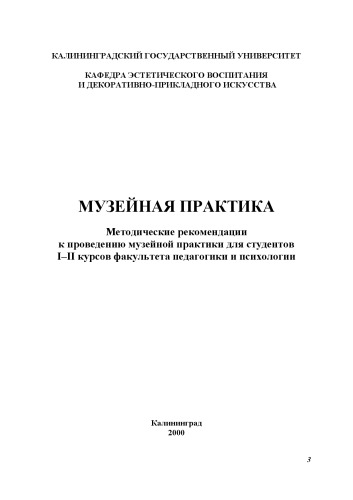 КАЛИНИНГРАДСКИЙ ГОСУДАРСТВЕННЫЙ УНИВЕРСИТЕТ
КАФЕДРА ЭСТЕТИЧЕСКОГО ВОСПИТАНИЯ
И ДЕКОРАТИВНО-ПРИКЛАДНОГО ИСКУССТВА
МУЗЕЙНАЯ ПРАКТИКА
Методические рекомендации
к проведению музейной практики для студентов
I–II курсов факультета педагогики и психологии
Калининград
2000
3